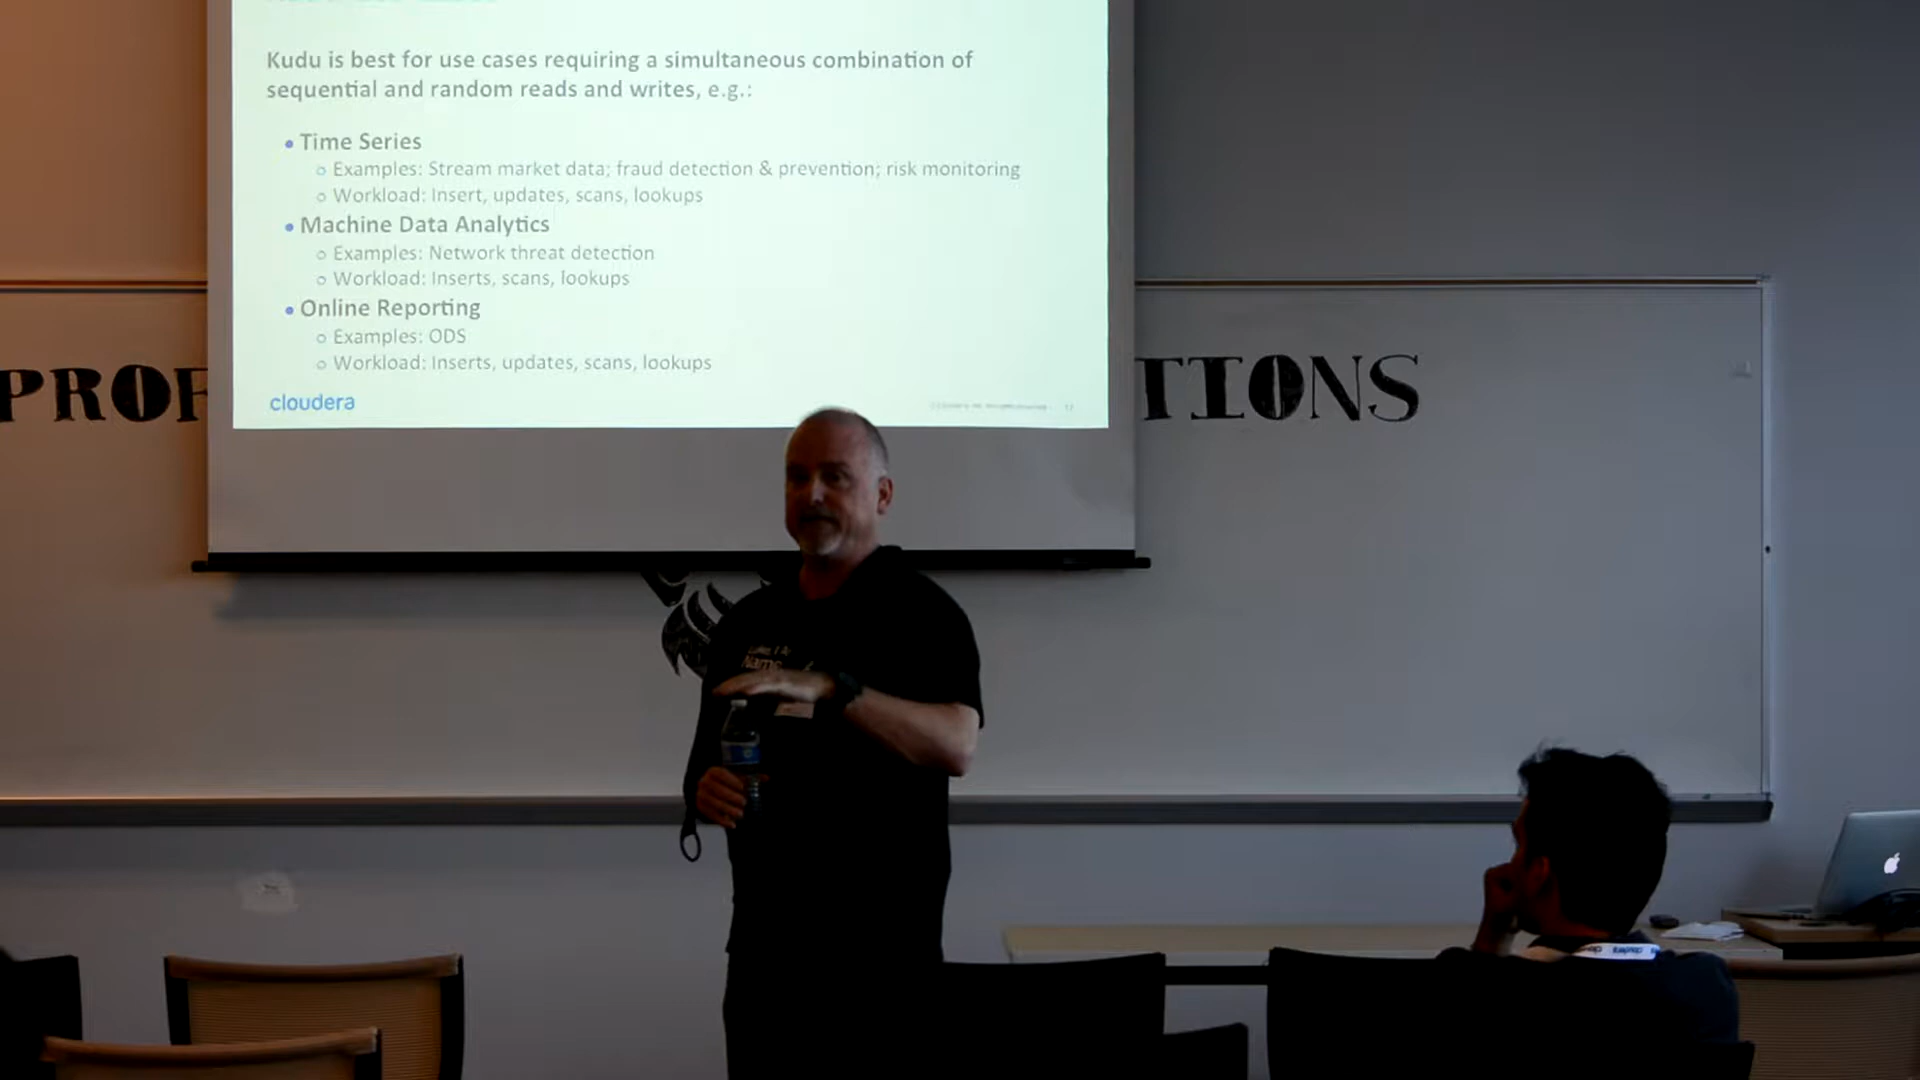 Kudu is best for use cases requiring a simultaneous combination of
sequential and random reads and writes, e.g.:
• Time Series
○ Examples: Stream market data; fraud detection & prevention; risk monitoring
○ Workload: Insert, updates, scans, lookups
• Machine Data Analytics
○ Examples: Network threat detection
○ Workload: Inserts, scans, lookups
• Online Reporting
○ Examples: ODS
○ Workload: Inserts, updates, scans, lookups
cloudera
PROF
TIONS